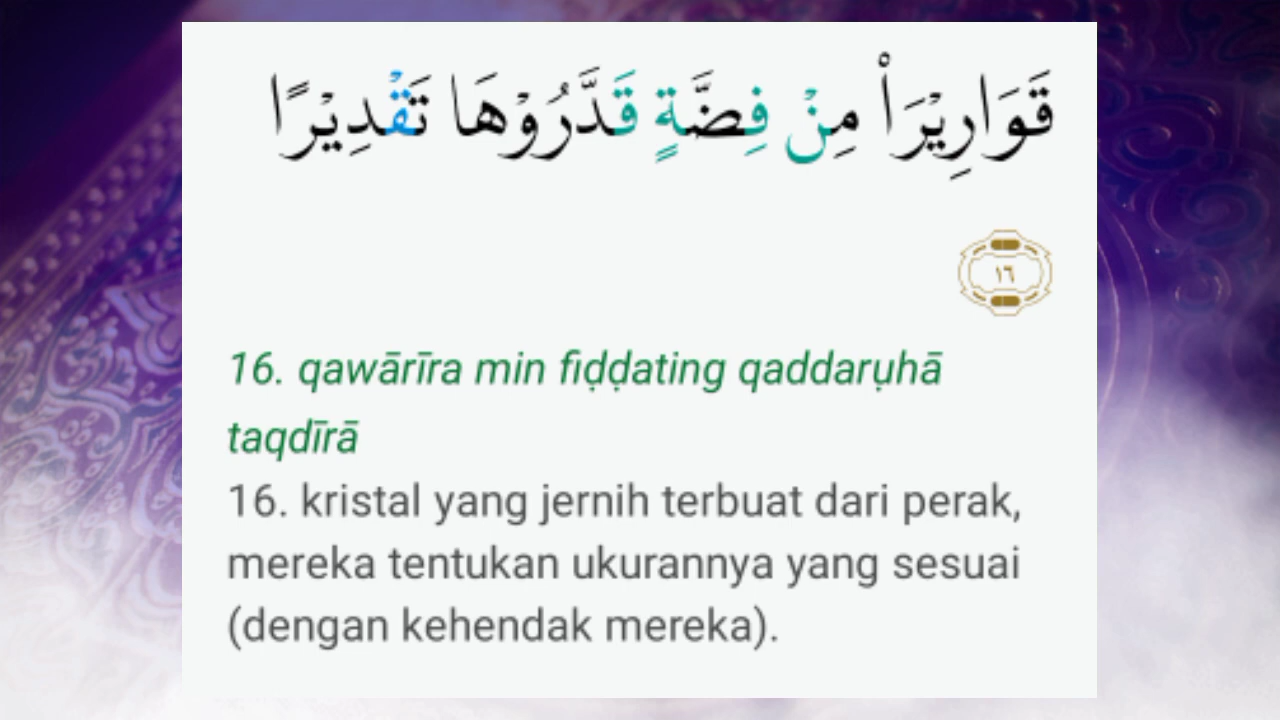 قَوَارِيْرَا۟ مِنْ فِضَّةٍ قَدَّرُوْهَا تَقْدِيْرًا
١٦
16. qawārīra min fiḍḍating qaddarụhā
taqdīrā
16. kristal yang jernih terbuat dari perak,
mereka tentukan ukurannya yang sesuai
(dengan kehendak mereka).